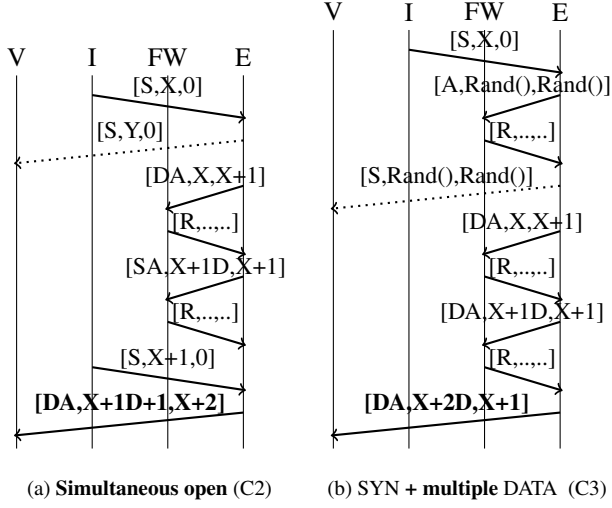 V I FW E
[S,X,0]
[S,Y,0]
[DA,X,X+1]
[R,..,..]
[SA,X+1D,X+1]
[R,..,..]
[S,X+1,0]
[DA,X+1D+1,X+2]
(a) Simultaneous open (C2)
V I FW E
[S,X,0]
[A,Rand(),Rand()]
[R,..,..]
[S,Rand(),Rand()]
[DA,X,X+1]
[R,..,..]
[DA,X+1D,X+1]
[R,..,..]
[DA,X+2D,X+1]
(b) SYN + multiple DATA (C3)